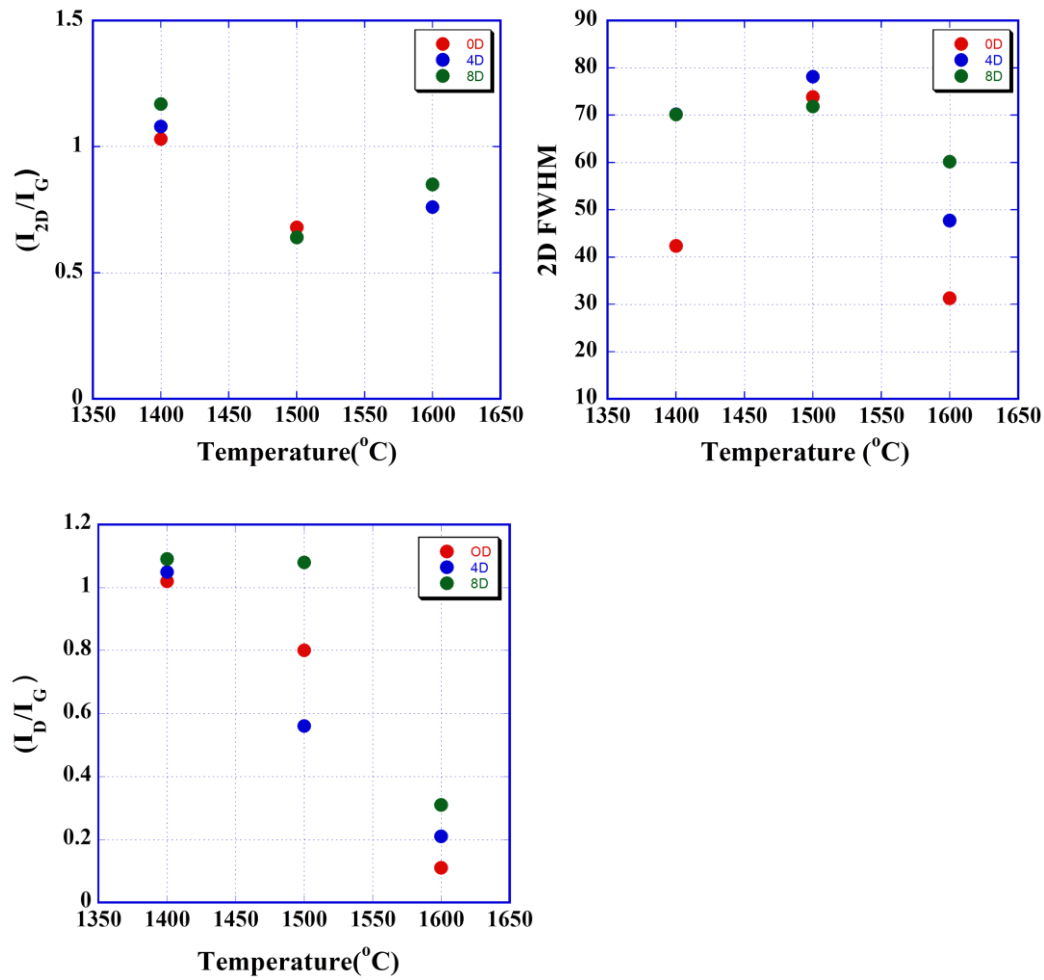 1.5
1
0.5
0
(I2D/IG)
0D
4D
8D
1350 1400 1450 1500 1550 1600 1650
Temperature(oC)
90
80
70
60
50
40
30
20
10
2D FWHM
0D
4D
8D
1350 1400 1450 1500 1550 1600 1650
Temperature (oC)
1.2
1
0.8
0.6
0.4
0.2
0
(ID/IG)
OD
4D
8D
1350 1400 1450 1500 1550 1600 1650
Temperature(oC)